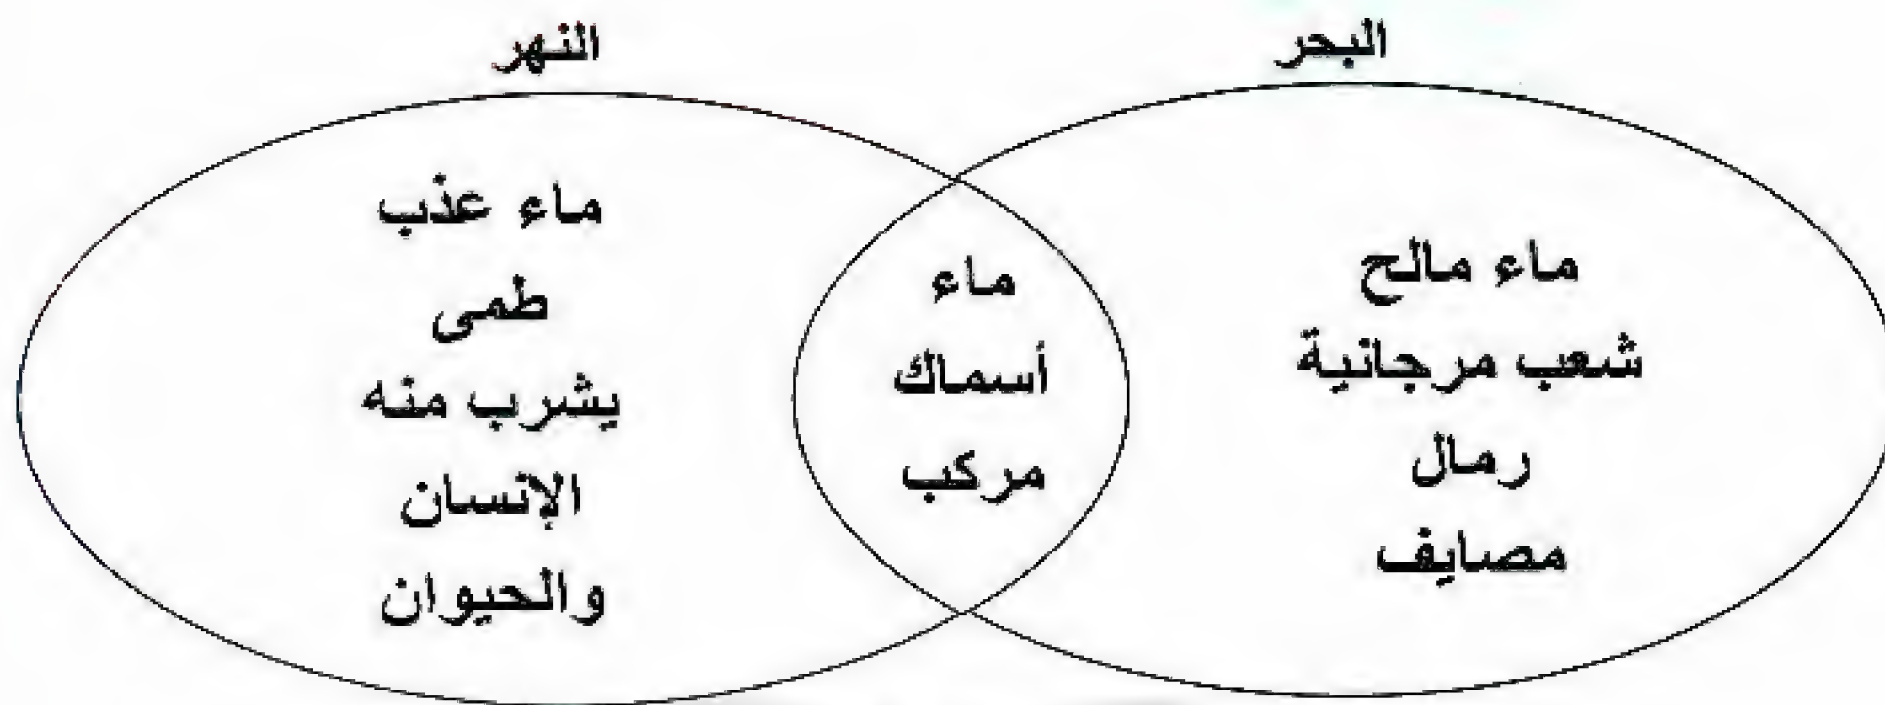 البحر
النهر
ماء مالح
شعب مرجانية
رمال
مصايف
ماء
أسماك
مركب
ماء عذب
طمى
يشرب منه
الإنسان
والحيوان